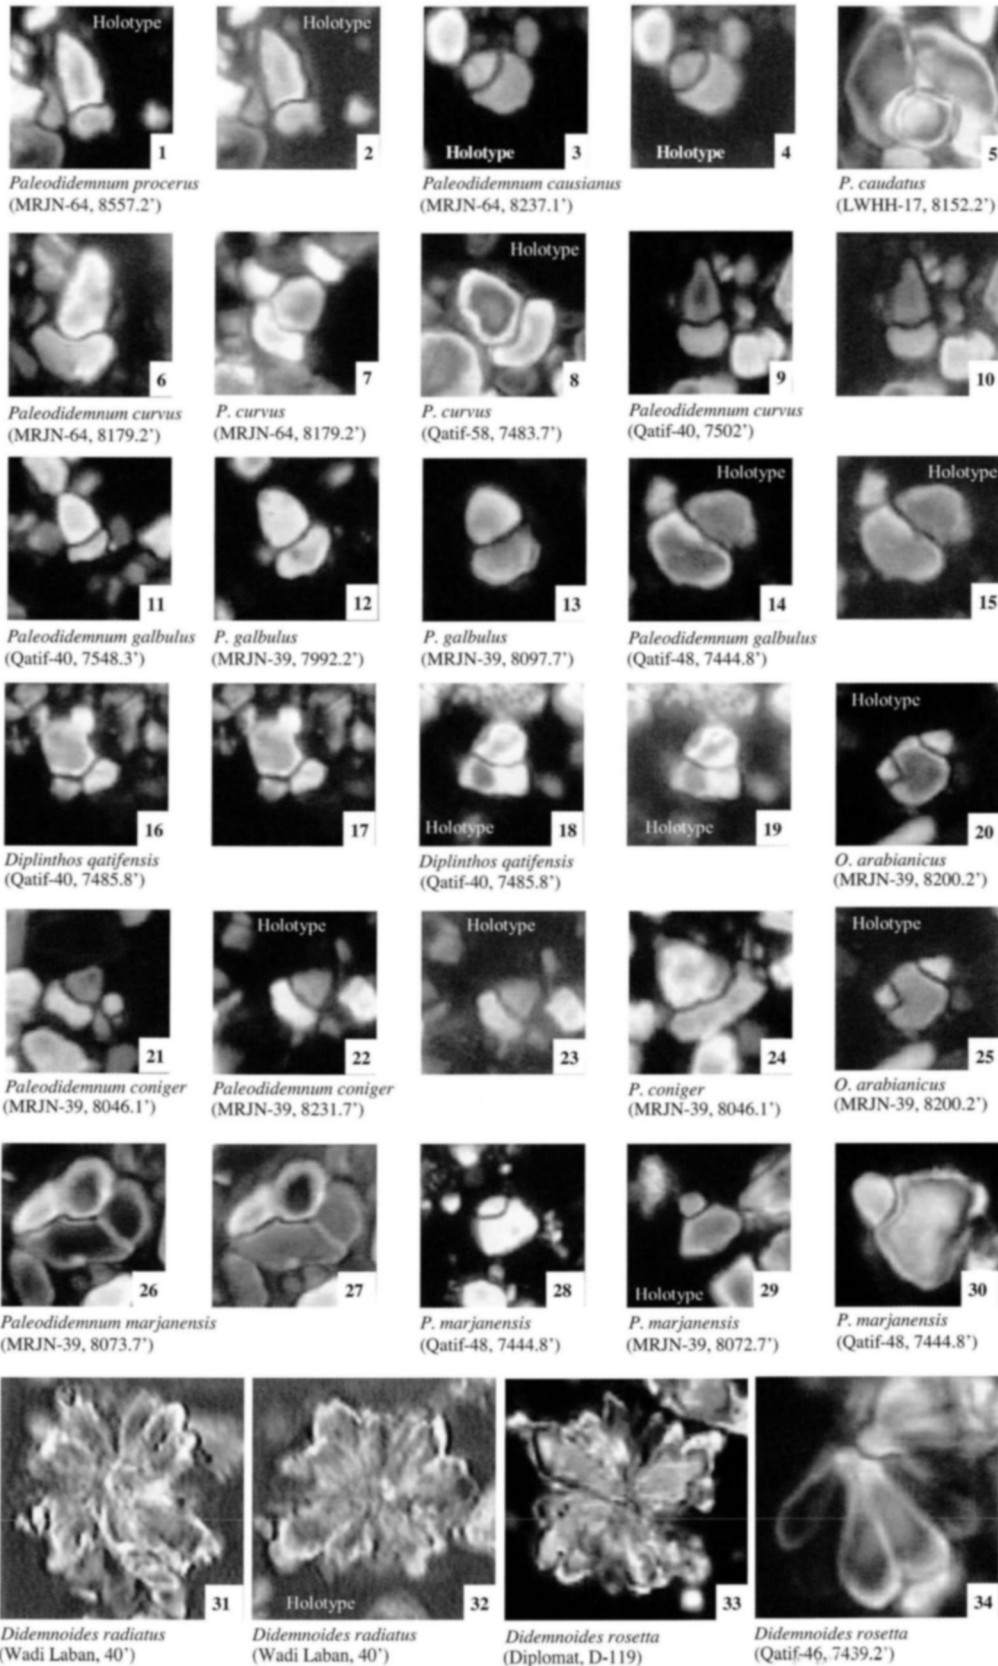 Holotype
1
Holotype
2
Holotype
3
Holotype
4
5
Paleodidemnum procerus
(MRJN-64, 8557.2’)
Paleodidemnum causianus
(MRJN-64, 8237.1’)
P. caudatus
(LWHH-17, 8152.2’)
6
7
Holotype
8
9
10
Paleodidemnum curvus
(MRJN-64, 8179.2’)
P. curvus
(MRJN-64, 8179.2’)
P. curvus
(Qatif-58, 7483.7’)
Paleodidemnum curvus
(Qatif-40, 7502’)
11
12
13
Holotype
14
Holotype
15
Paleodidemnum galbulus
(Qatif-40, 7548.3’)
P. galbulus
(MRJN-39, 7992.2’)
P. galbulus
(MRJN-39, 8097.7’)
Paleodidemnum galbulus
(Qatif-48, 7444.8’)
16
17
Holotype
18
Holotype
19
Holotype
20
Diplinthos qatifensis
(Qatif-40, 7485.8’)
Diplinthos qatifensis
(Qatif-40, 7485.8’)
O. arabianicus
(MRJN-39, 8200.2’)
21
Holotype
22
Holotype
23
24
Holotype
25
Paleodidemnum coniger
(MRJN-39, 8046.1’)
Paleodidemnum coniger
(MRJN-39, 8231.7’)
P. coniger
(MRJN-39, 8046.1’)
O. arabianicus
(MRJN-39, 8200.2’)
26
27
28
Holotype
29
30
Paleodidemnum marjanensis
(MRJN-39, 8073.7’)
P. marjanensis
(Qatif-48, 7444.8’)
P. marjanensis
(MRJN-39, 8072.7’)
P. marjanensis
(Qatif-48, 7444.8’)
31
Holotype
32
33
34
Didemnoides radiatus
(Wadi Laban, 40’)
Didemnoides radiatus
(Wadi Laban, 40’)
Didemnoides rosetta
(Diplomat, D-119)
Didemnoides rosetta
(Qatif-46, 7439.2’)